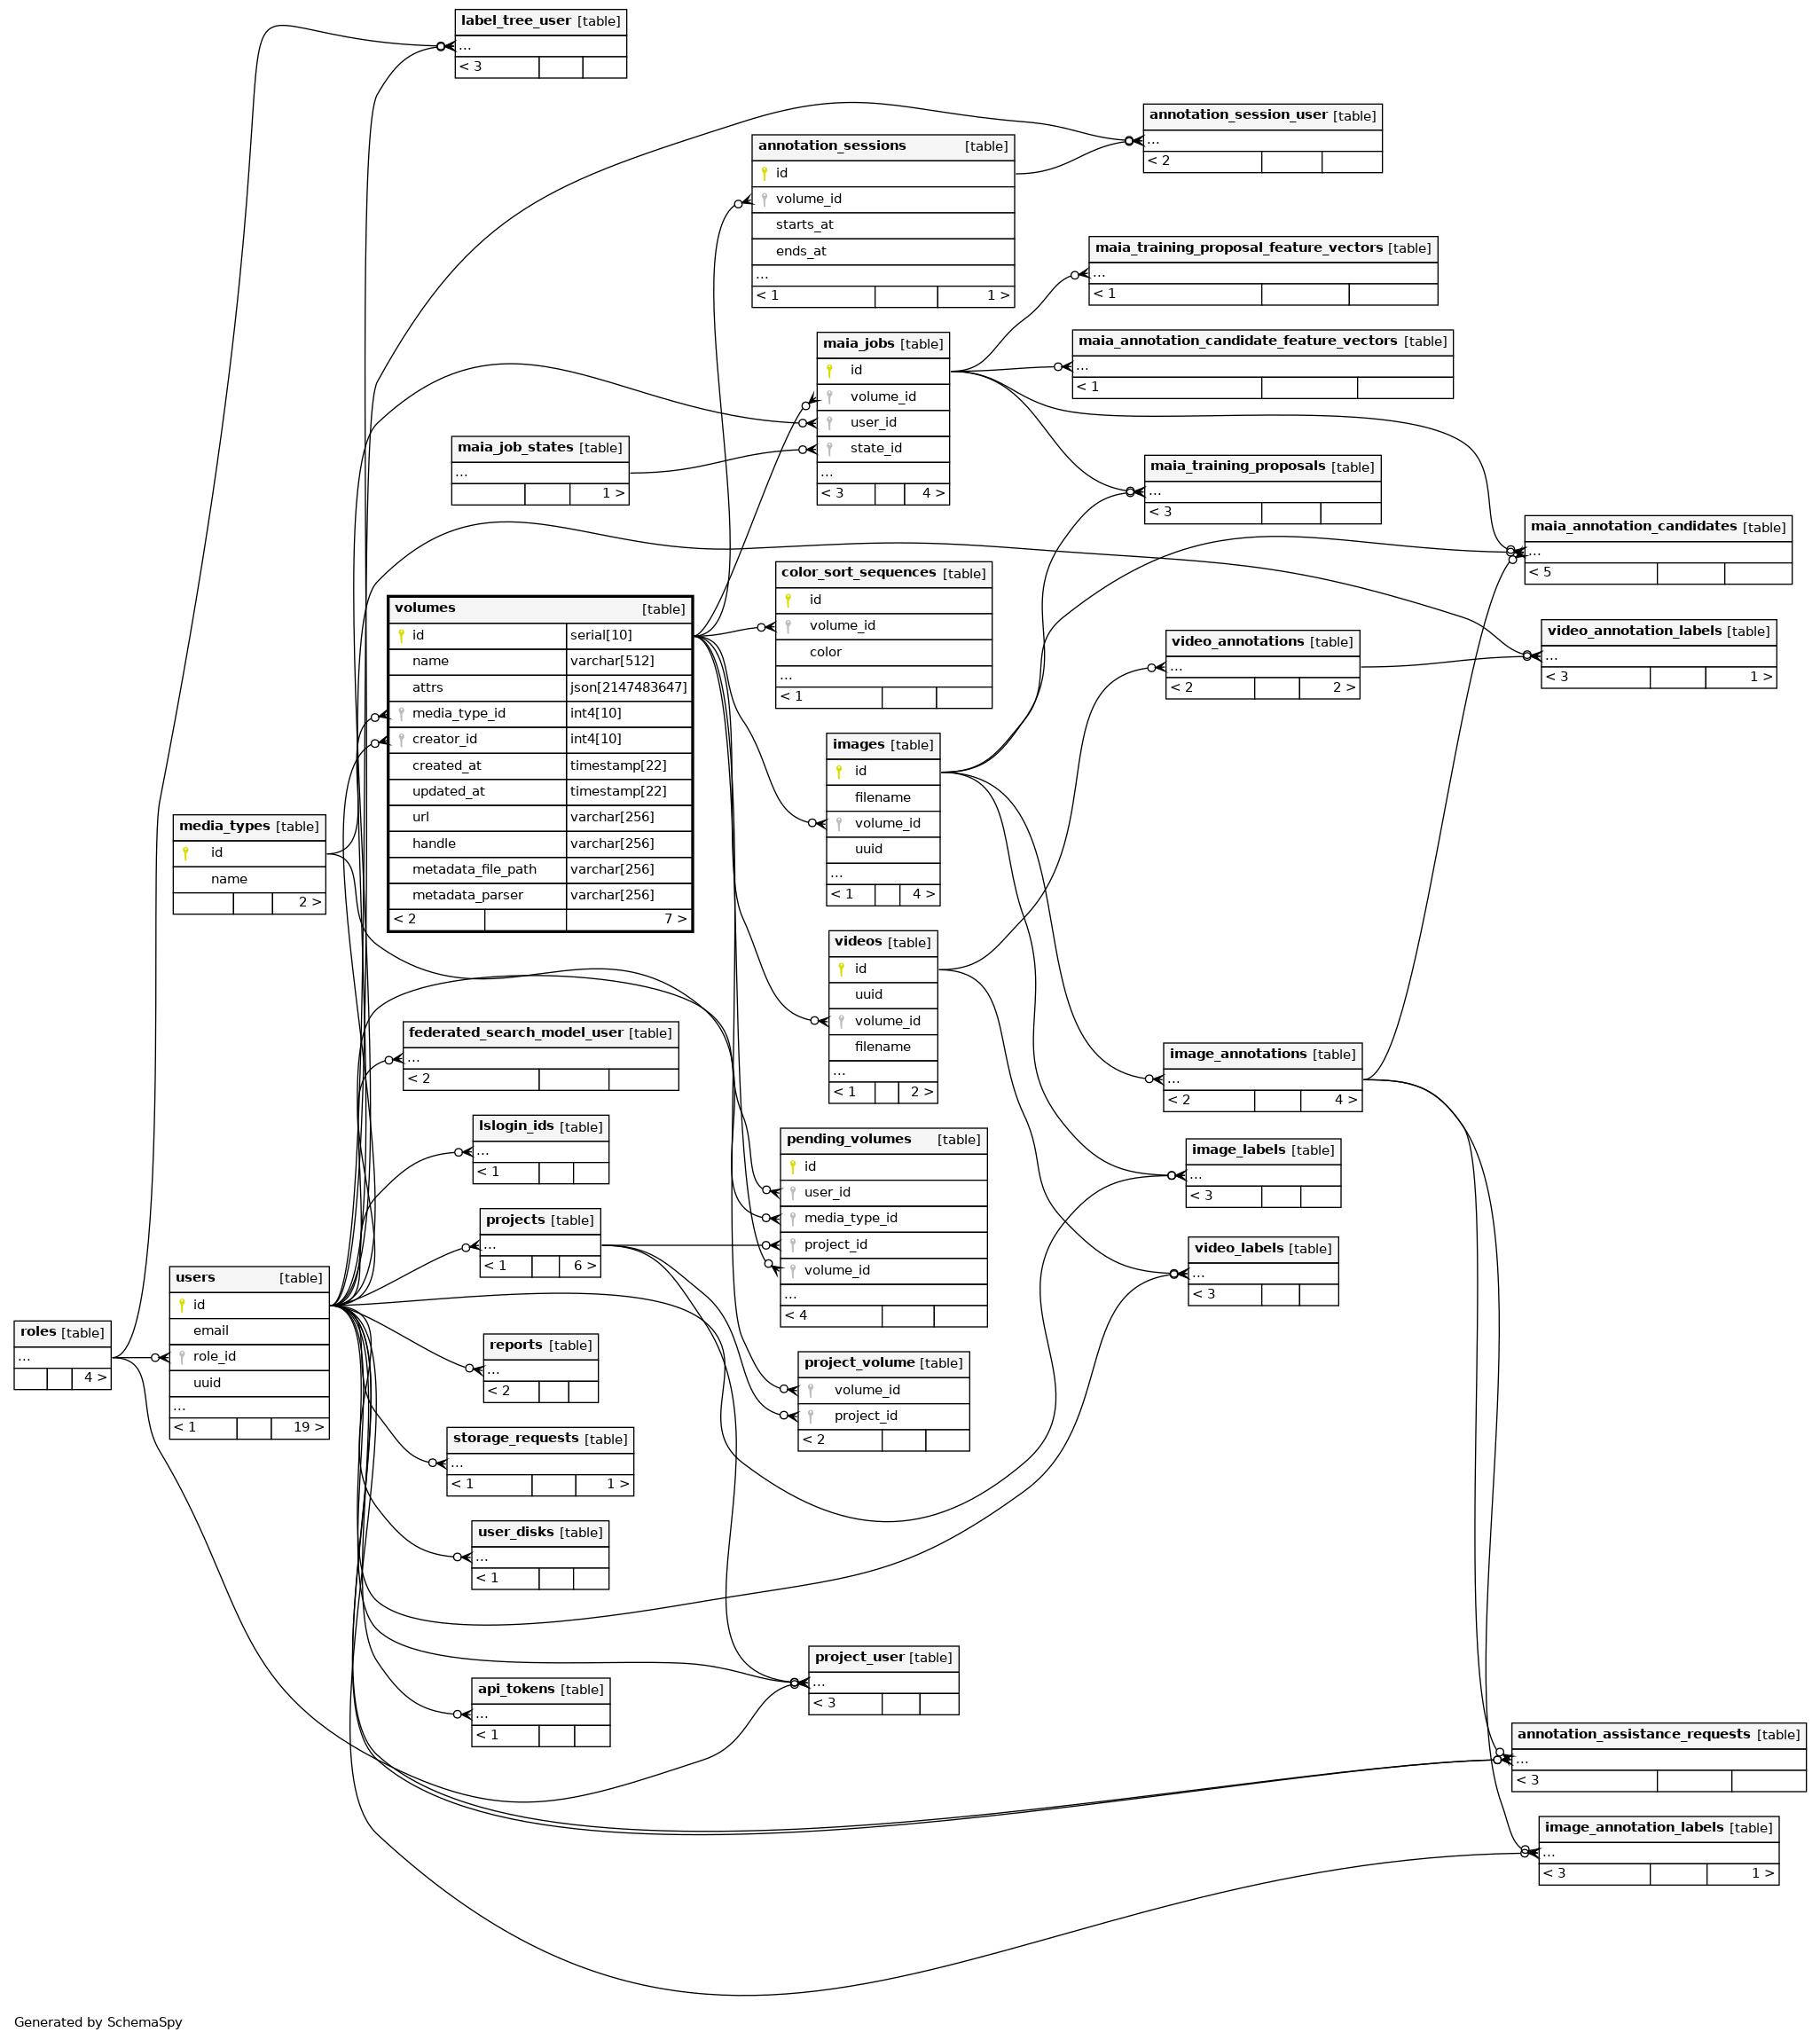 label_tree_user [table]
...
< 3
annotation_session_user [table]
...
< 2
annotation_sessions [table]
id
volume_id
starts_at
ends_at
...
< 1 1 >
maia_training_proposal_feature_vectors [table]
...
< 1
maia_annotation_candidate_feature_vectors [table]
...
< 1
maia_jobs [table]
id
volume_id
user_id
state_id
...
< 3 4 >
maia_job_states [table]
...
1 >
maia_training_proposals [table]
...
< 3
maia_annotation_candidates [table]
...
< 5
color_sort_sequences [table]
id
volume_id
color
...
< 1
volumes [table]
id serial[10]
name varchar[512]
attrs json[2147483647]
media_type_id int4[10]
creator_id int4[10]
created_at timestamp[22]
updated_at timestamp[22]
url varchar[256]
handle varchar[256]
metadata_file_path varchar[256]
metadata_parser varchar[256]
< 2 7 >
video_annotations [table]
...
< 2 2 >
video_annotation_labels [table]
...
< 3 1 >
images [table]
id
filename
volume_id
uuid
...
< 1 4 >
media_types [table]
id
name
2 >
videos [table]
id
uuid
volume_id
filename
...
< 1 2 >
federated_search_model_user [table]
...
< 2
image_annotations [table]
...
< 2 4 >
lslogin_ids [table]
...
< 1
pending_volumes [table]
id
user_id
media_type_id
project_id
volume_id
...
< 4
image_labels [table]
...
< 3
projects [table]
...
< 1 6 >
video_labels [table]
...
< 3
users [table]
id
email
role_id
uuid
...
< 1 19 >
roles [table]
...
4 >
reports [table]
...
< 2
project_volume [table]
volume_id
project_id
< 2
storage_requests [table]
...
< 1 1 >
user_disks [table]
...
< 1
project_user [table]
...
< 3
api_tokens [table]
...
< 1
annotation_assistance_requests [table]
...
< 3
image_annotation_labels [table]
...
< 3 1 >
Generated by SchemaSpy